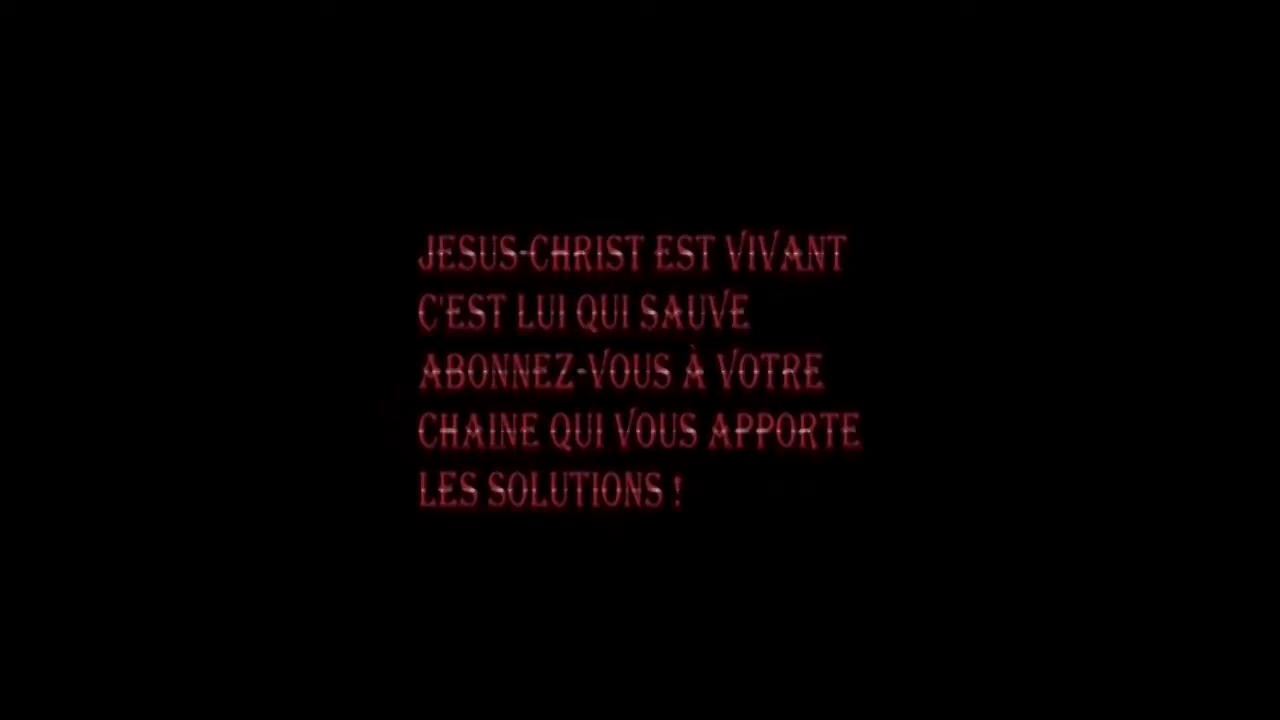 JESUS-CHRIST EST VIVANT
C'EST LUI QUI SAUVE
ABONNEZ-VOUS À VOTRE
CHAINE QUI VOUS APPORTE
LES SOLUTIONS !